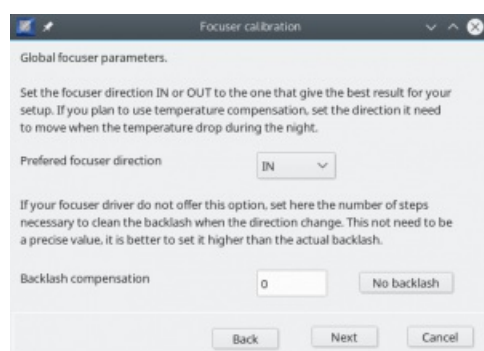 Focuser calibration
Global focuser parameters.
Set the focuser direction IN or OUT to the one that give the best result for your
setup. If you plan to use temperature compensation, set the direction it need
to move when the temperature drop during the night.
Prefered focuser direction
IN
If your focuser driver do not offer this option, set here the number of steps
necessary to clean the backlash when the direction change. This not need to be
a precise value, it is better to set it higher than the actual backlash.
Backlash compensation
0
No backlash
Back
Next
Cancel